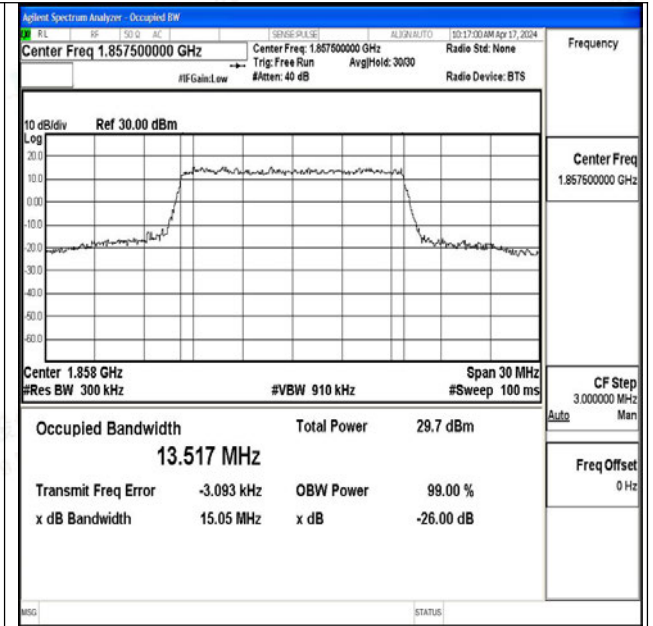 Agilent Spectrum Analyzer - Occupied BW
RL RF 50 Ω AC SENSE:PULSE ALIGN AUTO 10:17:00 AM Apr 17, 2024
Center Freq 1.857500000 GHz
Center Freq: 1.857500000 GHz
Radio Std: None
Trig: Free Run Avg|Hold: 30/30
#IFGain:Low
#Atten: 40 dB
Radio Device: BTS
Frequency
10 dB/div Ref 30.00 dBm
Log
20.0
10.0
0.00
-10.0
-20.0
-30.0
-40.0
-50.0
-60.0
Center 1.858 GHz
Span 30 MHz
#Res BW 300 kHz
#VBW 910 kHz
#Sweep 100 ms
Occupied Bandwidth
13.517 MHz
Total Power 29.7 dBm
Transmit Freq Error -3.093 kHz
OBW Power 99.00 %
x dB Bandwidth 15.05 MHz
x dB -26.00 dB
Center Freq
1.857500000 GHz
CF Step
3.000000 MHz
Auto Man
Freq Offset
0 Hz
MSG
STATUS